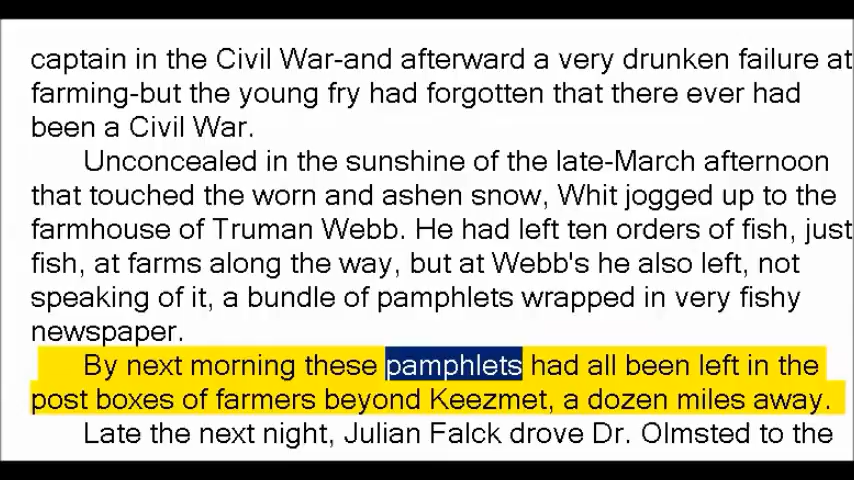 captain in the Civil War-and afterward a very drunken failure at
farming-but the young fry had forgotten that there ever had
been a Civil War.
Unconcealed in the sunshine of the late-March afternoon
that touched the worn and ashen snow, Whit jogged up to the
farmhouse of Truman Webb. He had left ten orders of fish, just
fish, at farms along the way, but at Webb's he also left, not
speaking of it, a bundle of pamphlets wrapped in very fishy
newspaper.
By next morning these pamphlets had all been left in the
post boxes of farmers beyond Keezmet, a dozen miles away.
Late the next night, Julian Falck drove Dr. Olmsted to the